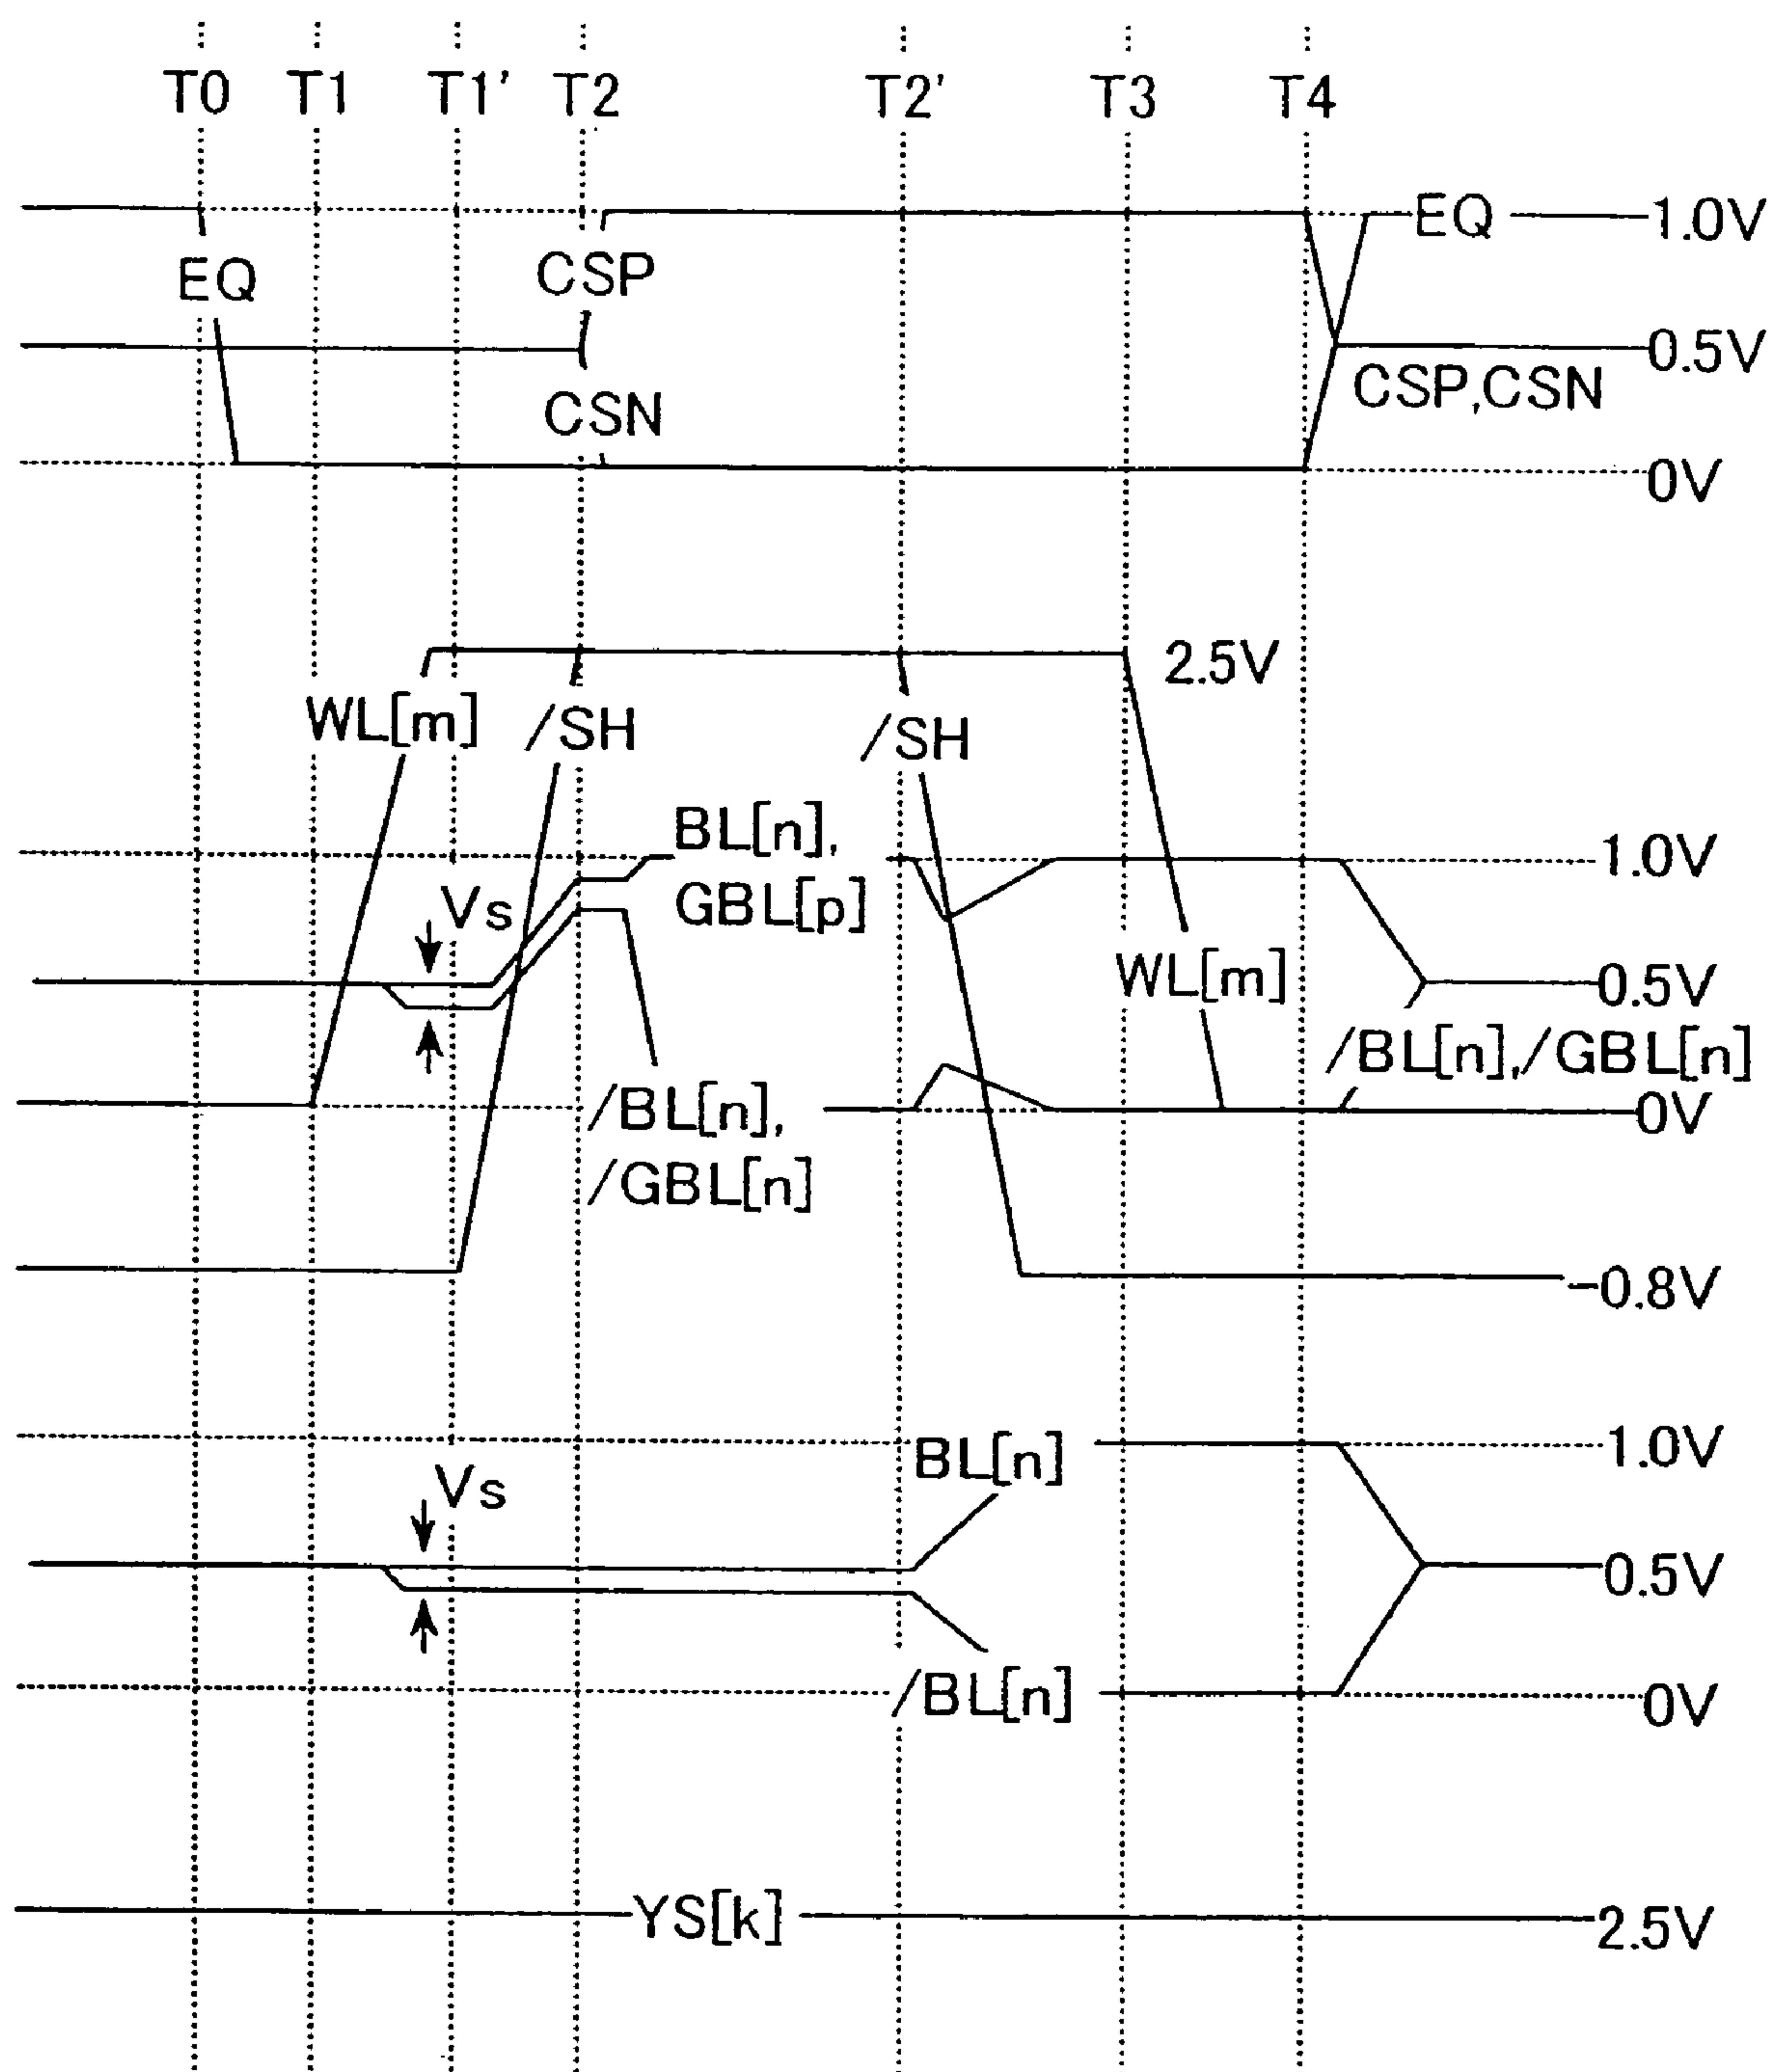 T0 T1 T1' T2 T2' T3 T4
EQ 1.0V
EQ CSP
0.5V
CSP,CSN
CSN
0V
2.5V
WL[m] /SH /SH
BL[n],
GBL[p]
1.0V
Vs
WL[m]
0.5V
/BL[n],/GBL[n]
/BL[n],
/GBL[n]
0V
-0.8V
BL[n] 1.0V
Vs
0.5V
/BL[n] 0V
YS[k] 2.5V